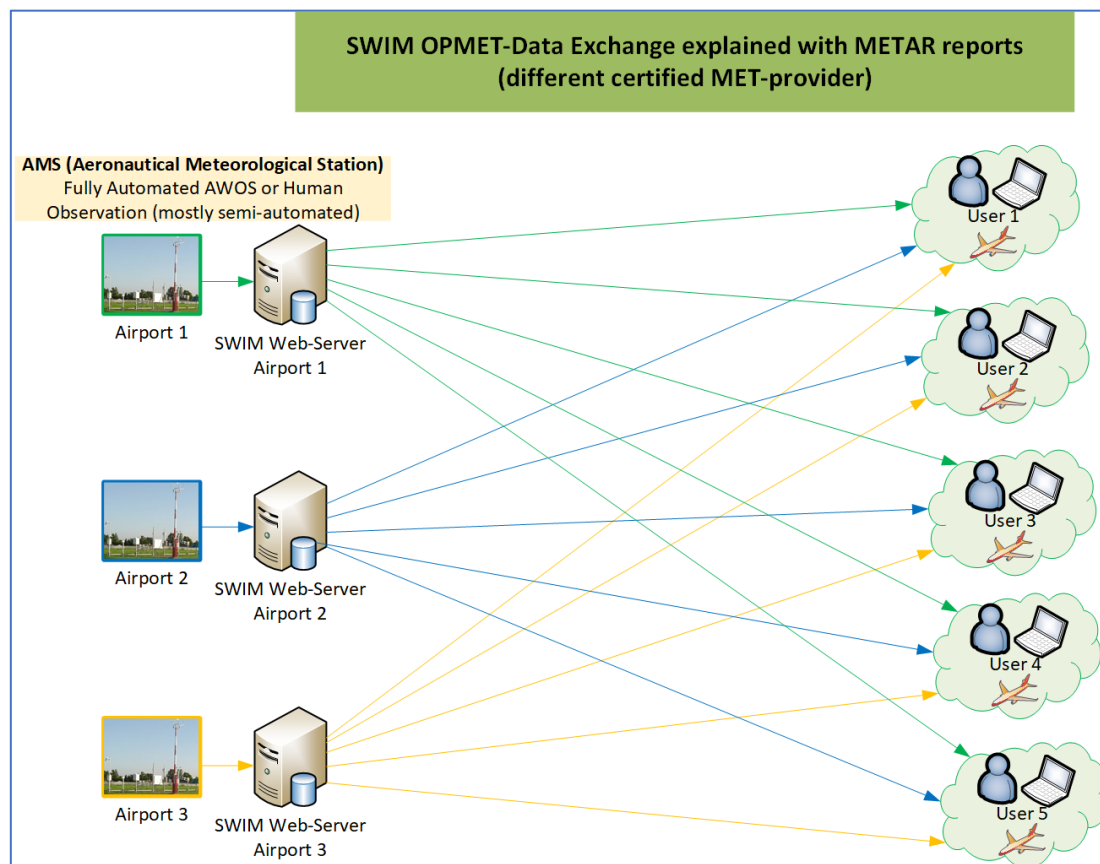 SWIM OPMET-Data Exchange explained with METAR reports
(different certified MET-provider)
AMS (Aeronautical Meteorological Station)
Fully Automated AWOS or Human
Observation (mostly semi-automated)
Airport 1
SWIM Web-Server
Airport 1
Airport 2
SWIM Web-Server
Airport 2
Airport 3
SWIM Web-Server
Airport 3
User 1
User 2
User 3
User 4
User 5